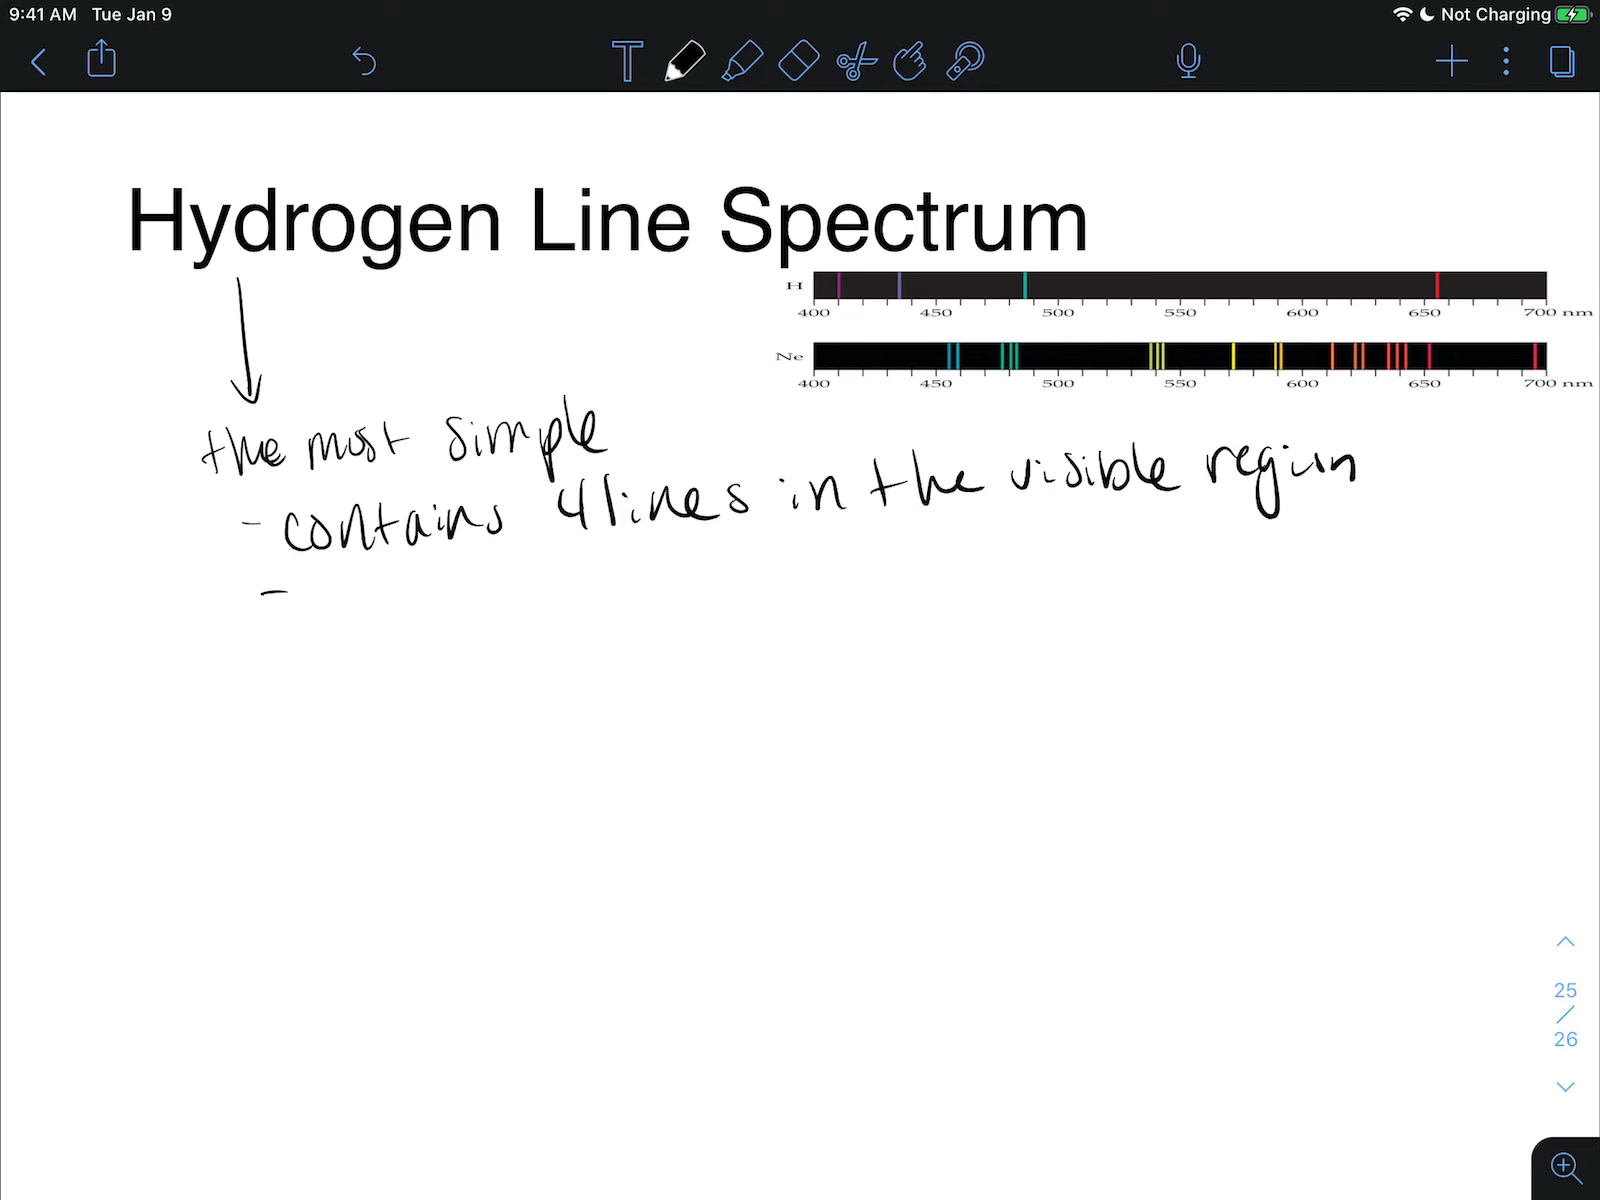 9:41 AM Tue Jan 9
Not Charging
T
Hydrogen Line Spectrum
H
400 450 500 550 600 650 700 nm
Ne
400 450 500 550 600 650 700 nm
the most simple
- contains 4 lines in the visible region
-
25
/
26